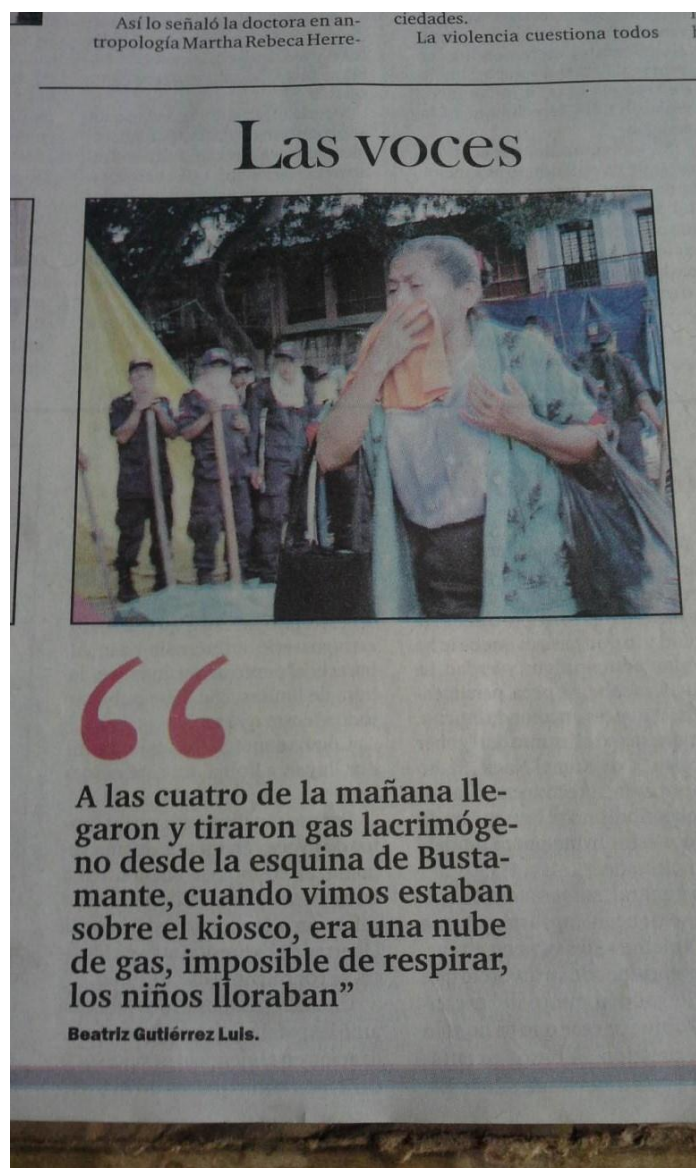 Así lo señaló la doctora en an-
tropología Martha Rebeca Herre-
ciedades.
La violencia cuestiona todos
Las voces
“
A las cuatro de la mañana lle-
garon y tiraron gas lacrimóge-
no desde la esquina de Busta-
mante, cuando vimos estaban
sobre el kiosco, era una nube
de gas, imposible de respirar,
los niños lloraban”
Beatriz Gutiérrez Luis.